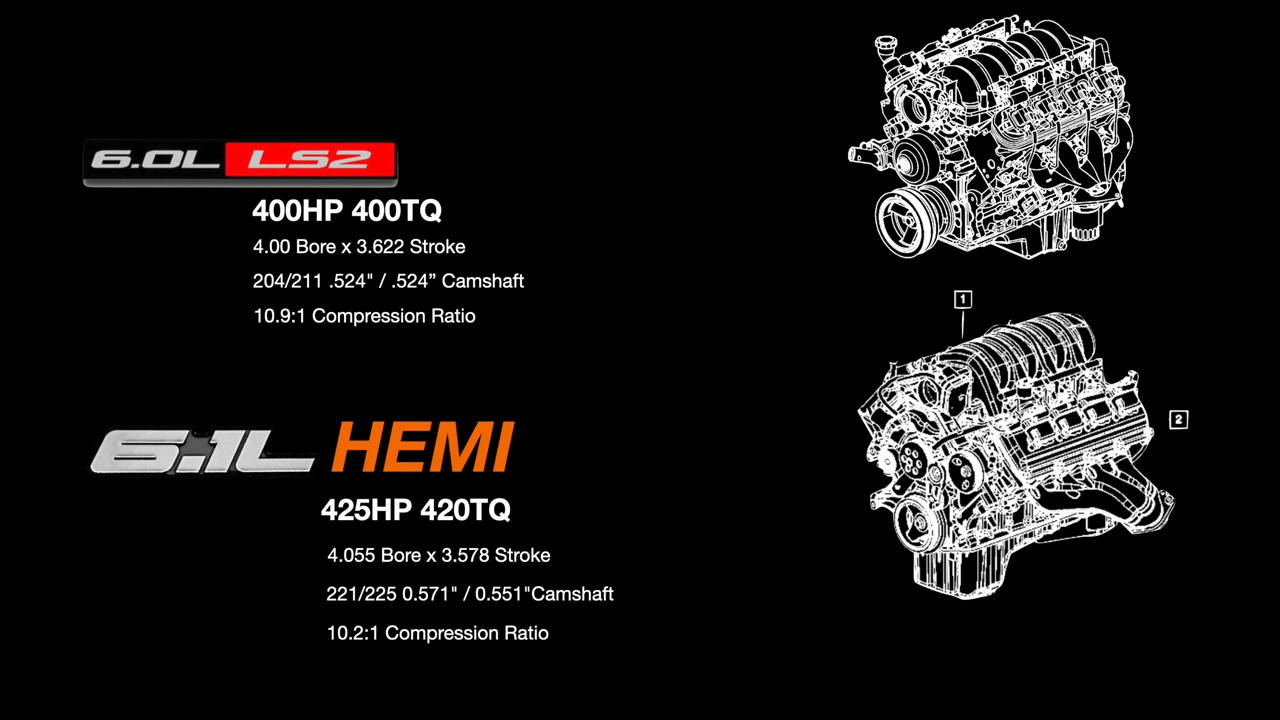 6.0L LS2
400HP 400TQ
4.00 Bore x 3.622 Stroke
204/211 .524" / .524” Camshaft
10.9:1 Compression Ratio
1
2
6.1L HEMI
425HP 420TQ
4.055 Bore x 3.578 Stroke
221/225 0.571" / 0.551"Camshaft
10.2:1 Compression Ratio